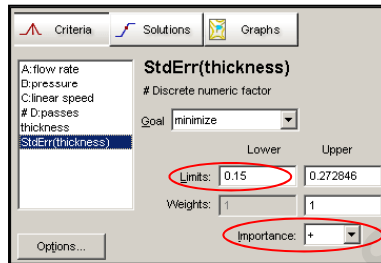 Criteria Solutions Graphs
A:flow rate
B:pressure
C:linear speed
# D:passes
thickness
StdErr(thickness)
StdErr(thickness)
# Discrete numeric factor
Goal minimize
Lower Upper
Limits: 0.15 0.272846
Weights: 1 1
Importance: +
Options...